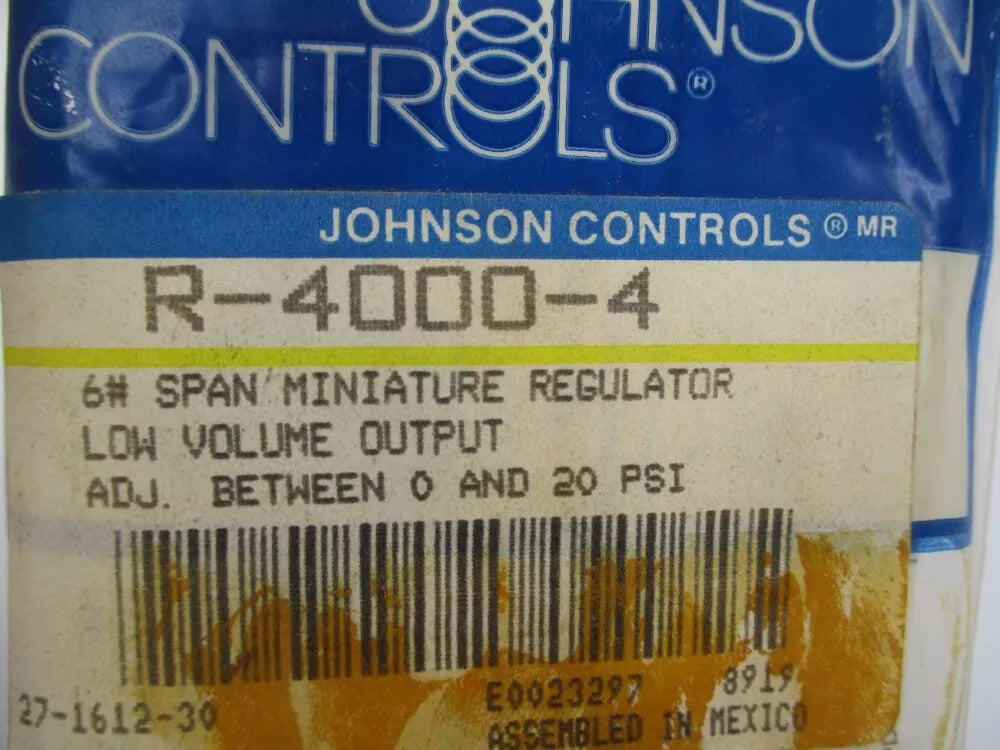 JOHNSON
CONTROLS®
JOHNSON CONTROLS ® MR
R-4000-4
6# SPAN MINIATURE REGULATOR
LOW VOLUME OUTPUT
ADJ. BETWEEN 0 AND 20 PSI
27-1612-30 E0023297 8919
ASSEMBLED IN MEXICO